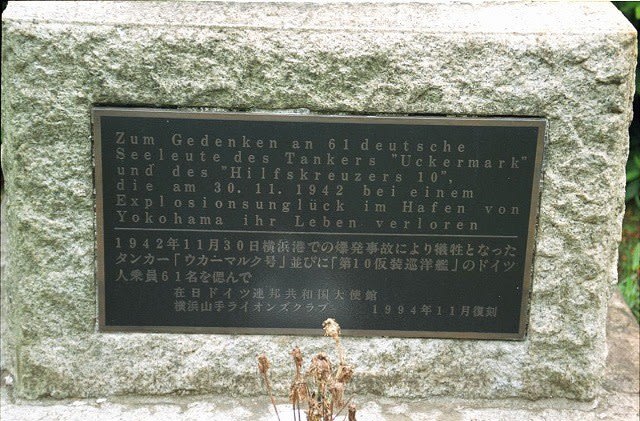 Zum Gedenken an 61 deutsche
Seeleute des Tankers "Uckermark"
und des "Hilfskreuzers 10",
die am 30. 11. 1942 bei einem
Explosionsunglück im Hafen von
Yokohama ihr Leben verloren
1942年11月30日横浜港での爆発事故により犠牲となった
タンカー「ウカーマルク号」並びに「第10仮装巡洋艦」のドイツ
人乗員61名を偲んで
在日ドイツ連邦共和国大使館
横浜山手ライオンズクラブ 1994年11月復刻